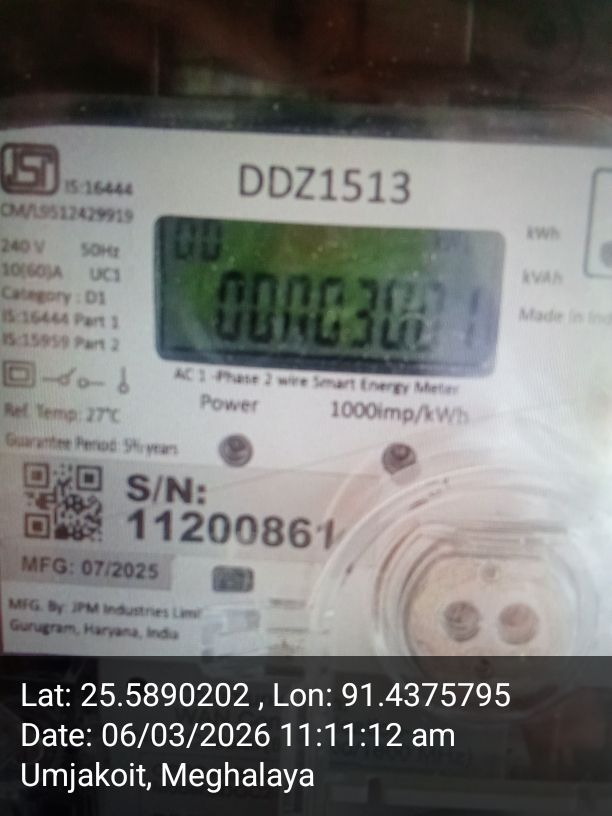 DDZ1513
IS:16444
CM/L9512429919
240 V 50Hz
10(60)A UC1
Category : D1
IS:16444 Part 1
IS:15959 Part 2
kWh
kVAh
Made in Ind
00
AC 1 -Phase 2 wire Smart Energy Meter
Ref. Temp: 27°C
Power 1000imp/kWh
Guarantee Period: 5½ years
S/N:
11200861
MFG: 07/2025
MFG. By: JPM Industries Limi
Gurugram, Haryana, India
Lat: 25.5890202 , Lon: 91.4375795
Date: 06/03/2026 11:11:12 am
Umjakoit, Meghalaya